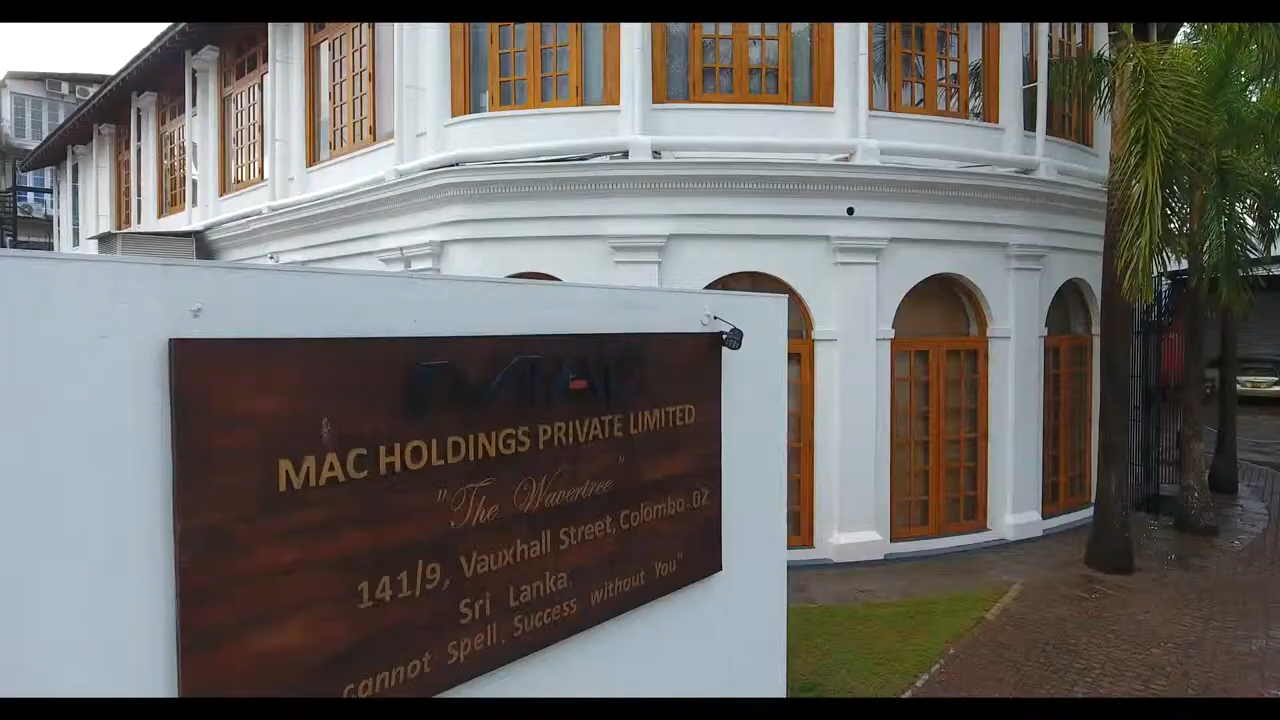 MAC HOLDINGS PRIVATE LIMITED
"The Wavertree"
141/9, Vauxhall Street, Colombo. 02
Sri Lanka.
cannot Spell, Success without You"